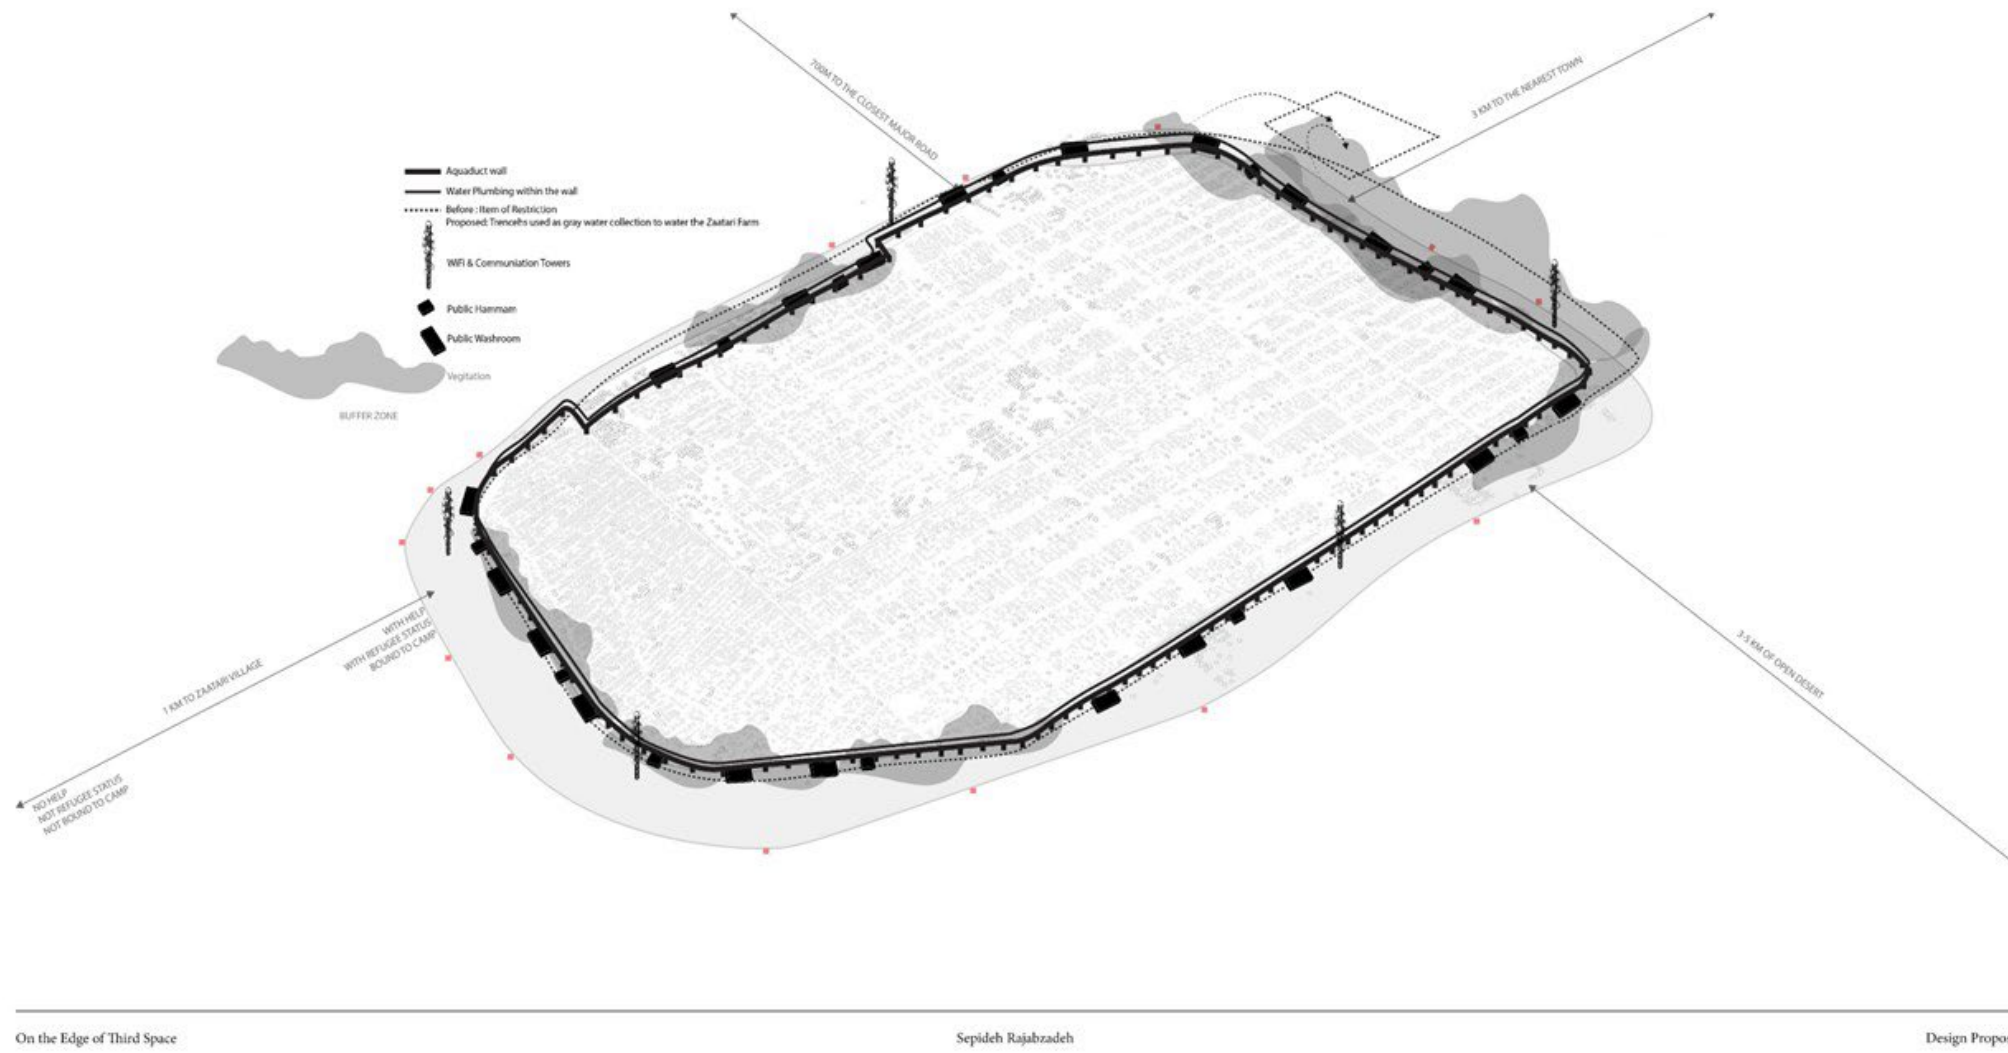 700M TO THE CLOSEST MAJOR ROAD
3 KM TO THE NEAREST TOWN
Aquaduct wall
Water Plumbing within the wall
Before : Item of Restriction
Proposed: Trencehs used as gray water collection to water the Zaatari Farm
WiFi & Communiation Towers
Public Hammam
Public Washroom
Vegitation
BUFFER ZONE
WITH HELP
WITH REFUGEE STATUS
BOUND TO CAMP
1 KM TO ZAATARI VILLAGE
NO HELP
NOT REFUGEE STATUS
NOT BOUND TO CAMP
3-5 KM OF OPEN DESERT
On the Edge of Third Space
Sepideh Rajabzadeh
Design Propo